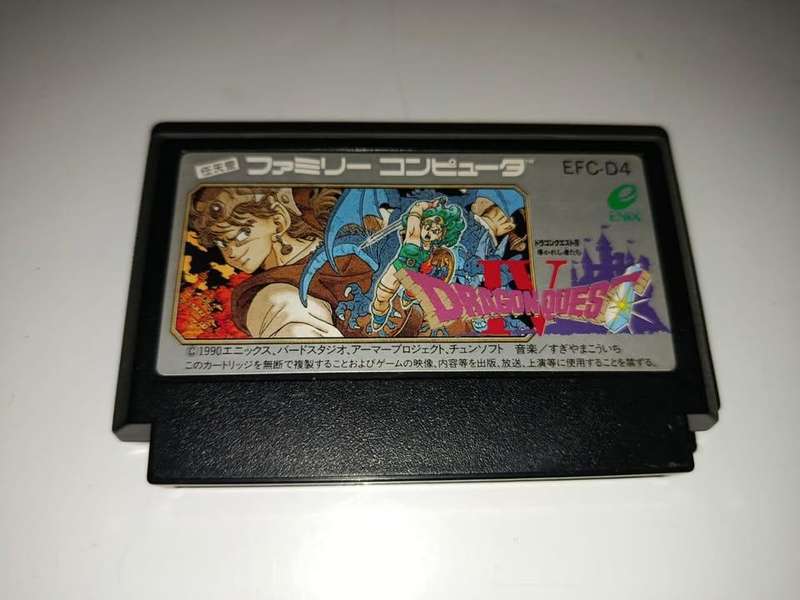 任天堂 ファミリー コンピュータ™ EFC-D4
ENIX
ドラゴンクエストIV
導かれし者たち
IV
DRAGON QUEST
©1990エニックス、バードスタジオ、アーマープロジェクト、チュンソフト 音楽/すぎやまこういち
このカートリッジを無断で複製することおよびゲームの映像、内容等を出版、放送、上演等に使用することを禁ずる。